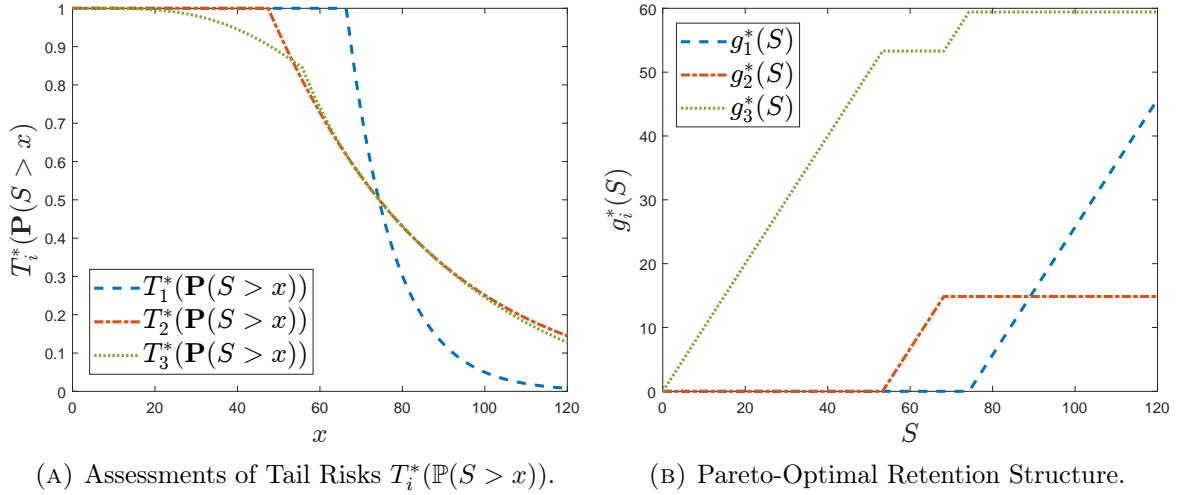 1
0.9
0.8
0.7
0.6
0.5
0.4
0.3
0.2
0.1
0
T_i^*(P(S > x)
T_1^*(P(S > x))
T_2^*(P(S > x))
T_3^*(P(S > x))
0 20 40 60 80 100 120
x
60
50
40
30
20
10
0
g_i^*(S)
g_1^*(S)
g_2^*(S)
g_3^*(S)
0 20 40 60 80 100 120
S
(A) Assessments of Tail Risks T_i^*(ℙ(S > x)).
(B) Pareto-Optimal Retention Structure.